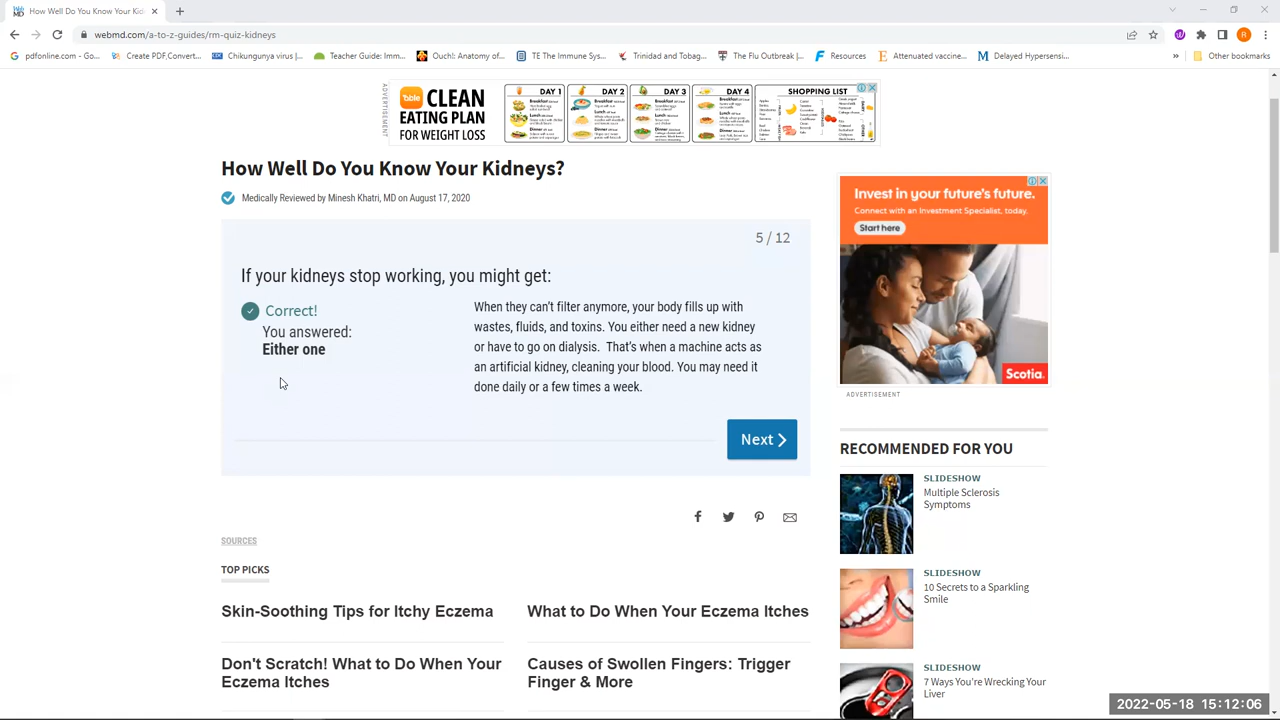 How Well Do You Know Your Kid
webmd.com/a-to-z-guides/rm-quiz-kidneys
pdfonline.com - Go...
Create PDF,Convert...
Chikungunya virus |...
Teacher Guide: Imm...
Ouch!: Anatomy of...
TE The Immune Sys...
Trinidad and Tobag...
The Flu Outbreak |...
Resources
Attenuated vaccine...
Delayed Hypersensi...
»
Other bookmarks
ADVERTISEMENT
Table
CLEAN
EATING PLAN
FOR WEIGHT LOSS
DAY 1
DAY 2
DAY 3
DAY 4
SHOPPING LIST
How Well Do You Know Your Kidneys?
Medically Reviewed by Minesh Khatri, MD on August 17, 2020
5 / 12
If your kidneys stop working, you might get:
Correct!
You answered:
Either one
When they can't filter anymore, your body fills up with
wastes, fluids, and toxins. You either need a new kidney
or have to go on dialysis. That's when a machine acts as
an artificial kidney, cleaning your blood. You may need it
done daily or a few times a week.
Next
SOURCES
TOP PICKS
Skin-Soothing Tips for Itchy Eczema
What to Do When Your Eczema Itches
Don't Scratch! What to Do When Your
Eczema Itches
Causes of Swollen Fingers: Trigger
Finger & More
Invest in your future's future.
Connect with an Investment Specialist, today.
Start here
Scotia.
ADVERTISEMENT
RECOMMENDED FOR YOU
SLIDESHOW
Multiple Sclerosis
Symptoms
SLIDESHOW
10 Secrets to a Sparkling
Smile
SLIDESHOW
7 Ways You're Wrecking Your
Liver
2022-05-18 15:12:06